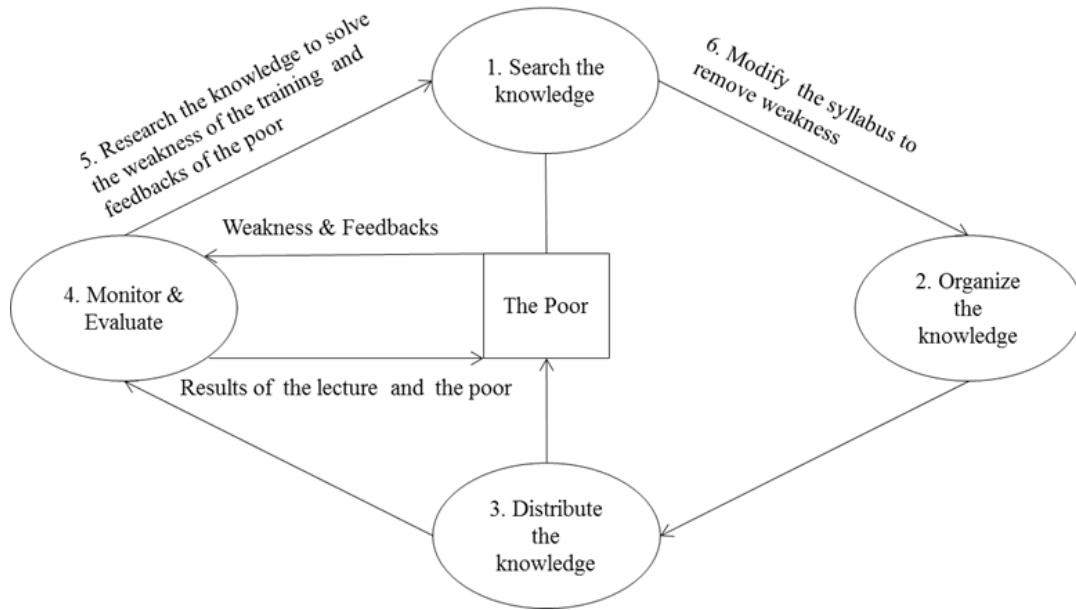 1. Search the
knowledge
5. Research the knowledge to solve
the weakness of the training and
feedbacks of the poor
6. Modify the syllabus to
remove weakness
Weakness & Feedbacks
4. Monitor &
Evaluate
The Poor
2. Organize
the
knowledge
Results of the lecture and the poor
3. Distribute
the
knowledge